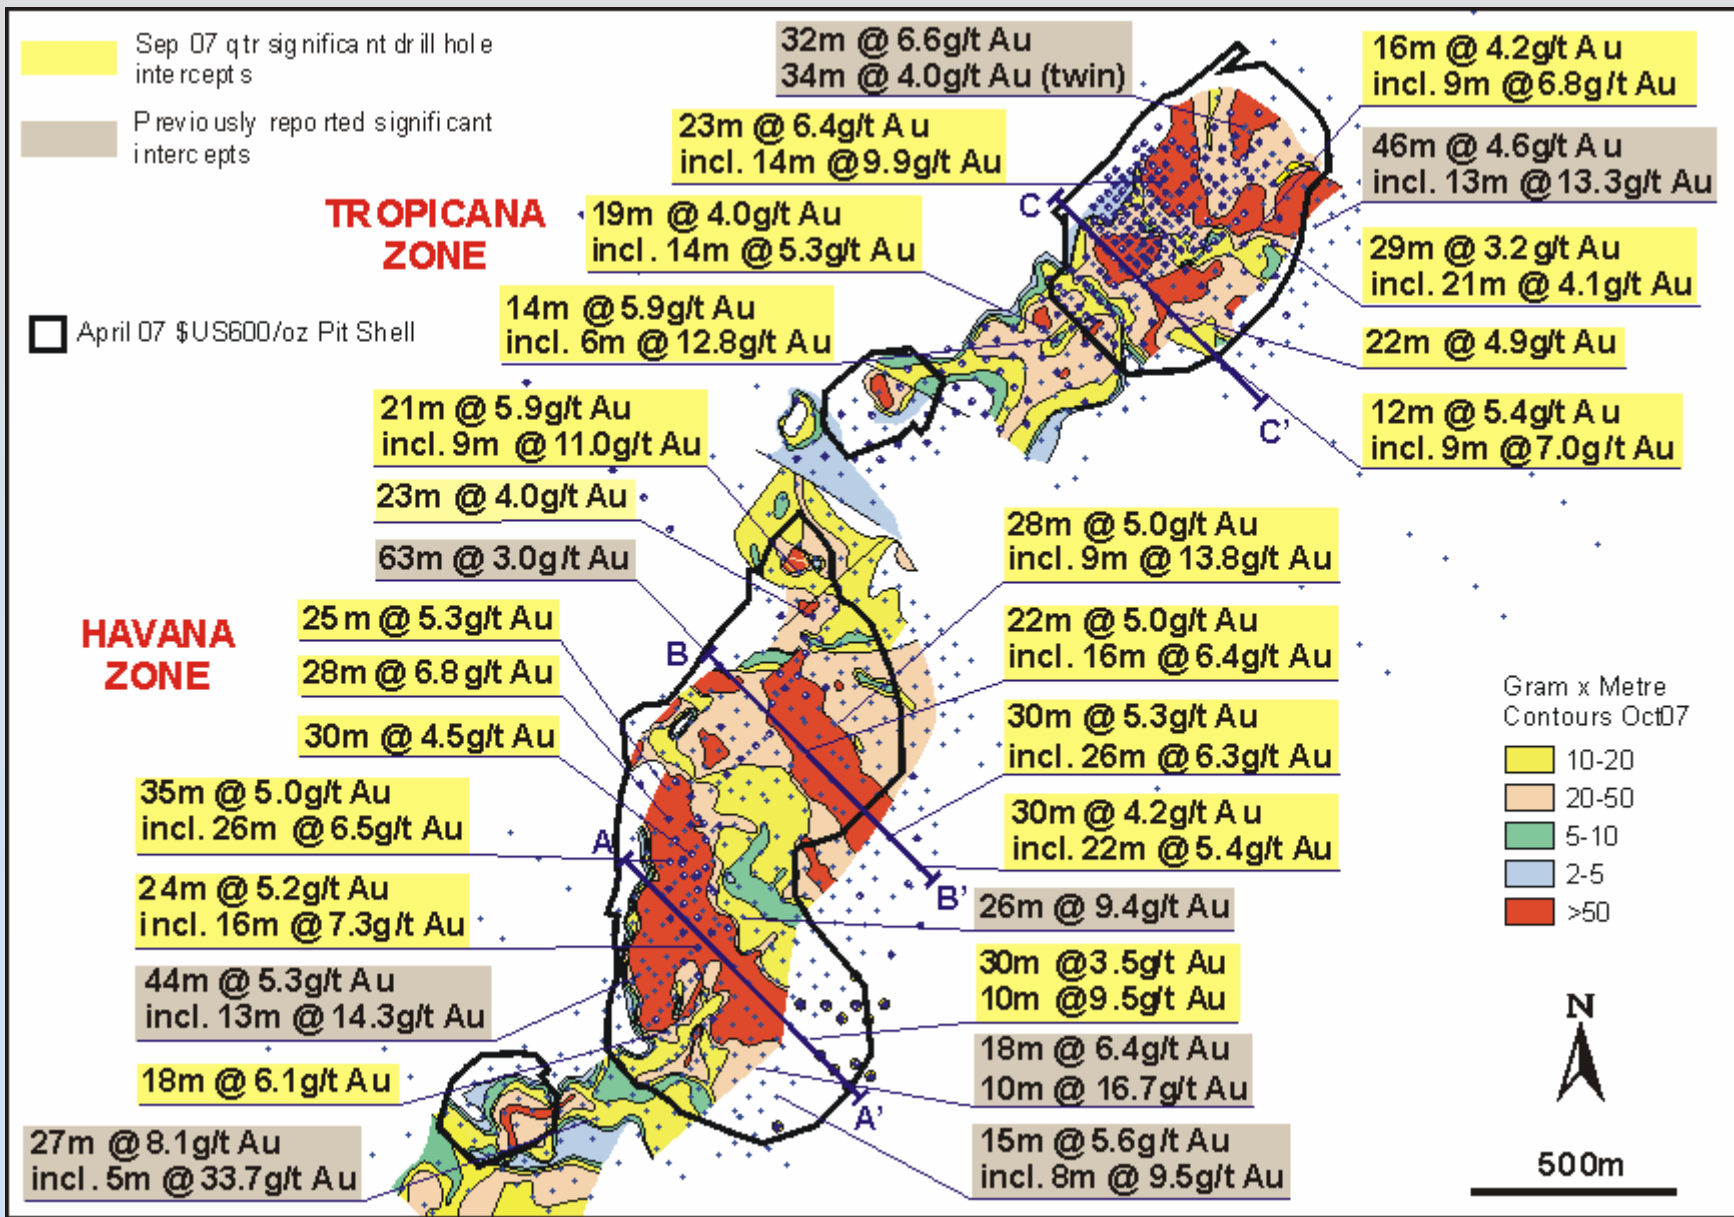 Sep 07 qtr significant drill hole
intercepts
Previously reported significant
intercepts
TROPICANA
ZONE
April 07 $US600/oz Pit Shell
32m @ 6.6g/t Au
34m @ 4.0g/t Au (twin)
23m @ 6.4g/t Au
incl. 14m @9.9g/t Au
19m @ 4.0g/t Au
incl. 14m @5.3g/t Au
14m @5.9g/t Au
incl. 6m @ 12.8g/t Au
21m @ 5.9g/t Au
incl. 9m @ 11.0g/t Au
23m @ 4.0g/t Au
63m @ 3.0g/t Au
16m @ 4.2g/t Au
incl. 9m @6.8g/t Au
46m @ 4.6g/t Au
incl. 13m @13.3g/t Au
29m @ 3.2 g/t Au
incl. 21m @ 4.1g/t Au
22m @ 4.9g/t Au
12m @ 5.4g/t Au
incl. 9m @7.0g/t Au
C
C'
HAVANA
ZONE
25m @ 5.3g/t Au
28m @ 6.8 g/t Au
30m @ 4.5g/t Au
35m @ 5.0g/t Au
incl. 26m @ 6.5g/t Au
24m @ 5.2g/t Au
incl. 16m @ 7.3g/t Au
44m @ 5.3g/t Au
incl. 13m @ 14.3g/t Au
18m @ 6.1g/t Au
27m @ 8.1g/t Au
incl. 5m @ 33.7g/t Au
B
B'
A
A'
28m @ 5.0g/t Au
incl. 9m @ 13.8g/t Au
22m @ 5.0g/t Au
incl. 16m @ 6.4g/t Au
30m @ 5.3g/t Au
incl. 26m @ 6.3g/t Au
30m @ 4.2g/t Au
incl. 22m @ 5.4g/t Au
26m @ 9.4g/t Au
30m @3.5g/t Au
10m @9.5g/t Au
18m @ 6.4g/t Au
10m @ 16.7g/t Au
15m @5.6g/t Au
incl. 8m @ 9.5g/t Au
Gram x Metre
Contours Oct07
10-20
20-50
5-10
2-5
>50
N
500m